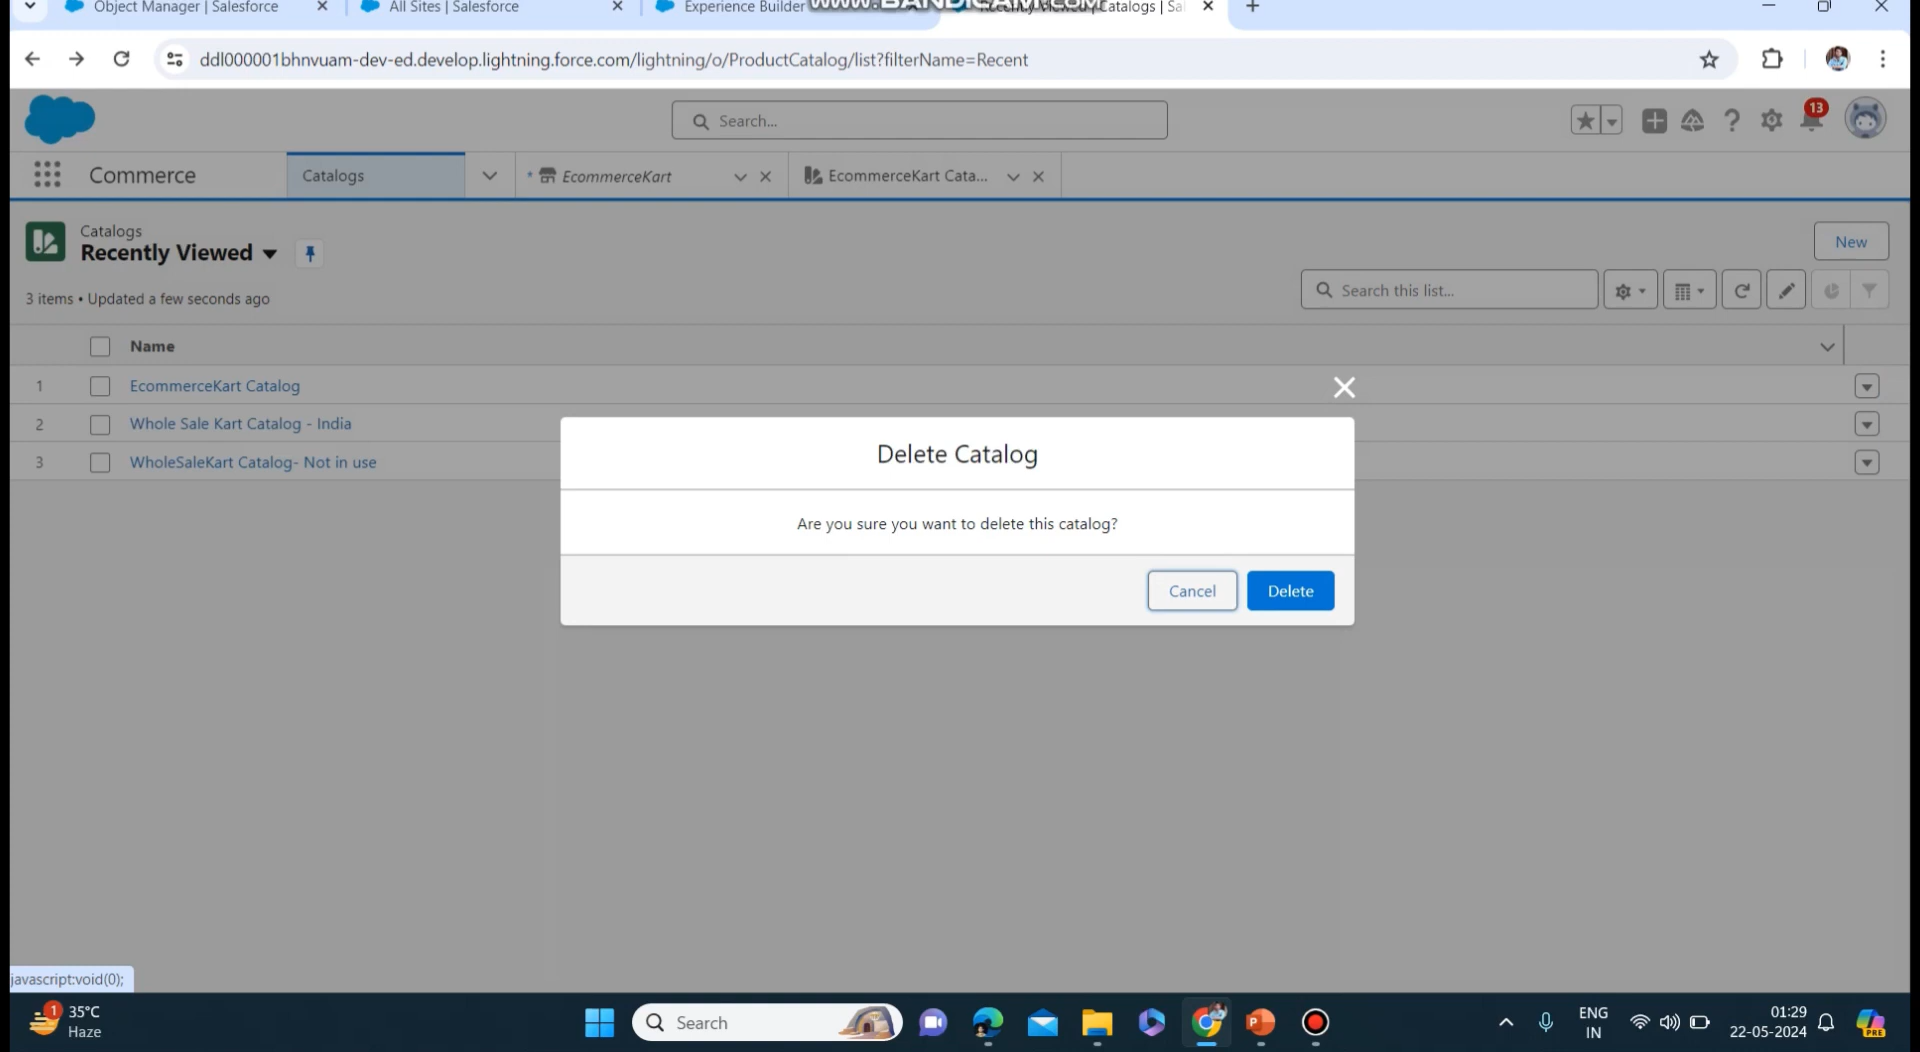 Object Manager | Salesforce
All Sites | Salesforce
Experience Builder
Catalogs | Sa
ddl000001bhnvuam-dev-ed.develop.lightning.force.com/lightning/o/ProductCatalog/list?filterName=Recent
Search...
13
Commerce
Catalogs
* EcommerceKart
EcommerceKart Cata...
Catalogs
Recently Viewed
New
3 items • Updated a few seconds ago
Search this list...
Name
1 EcommerceKart Catalog
2 Whole Sale Kart Catalog - India
3 WholeSaleKart Catalog- Not in use
Delete Catalog
Are you sure you want to delete this catalog?
Cancel
Delete
javascript:void(0);
1
35°C
Haze
Search
ENG
IN
01:29
22-05-2024
PRE